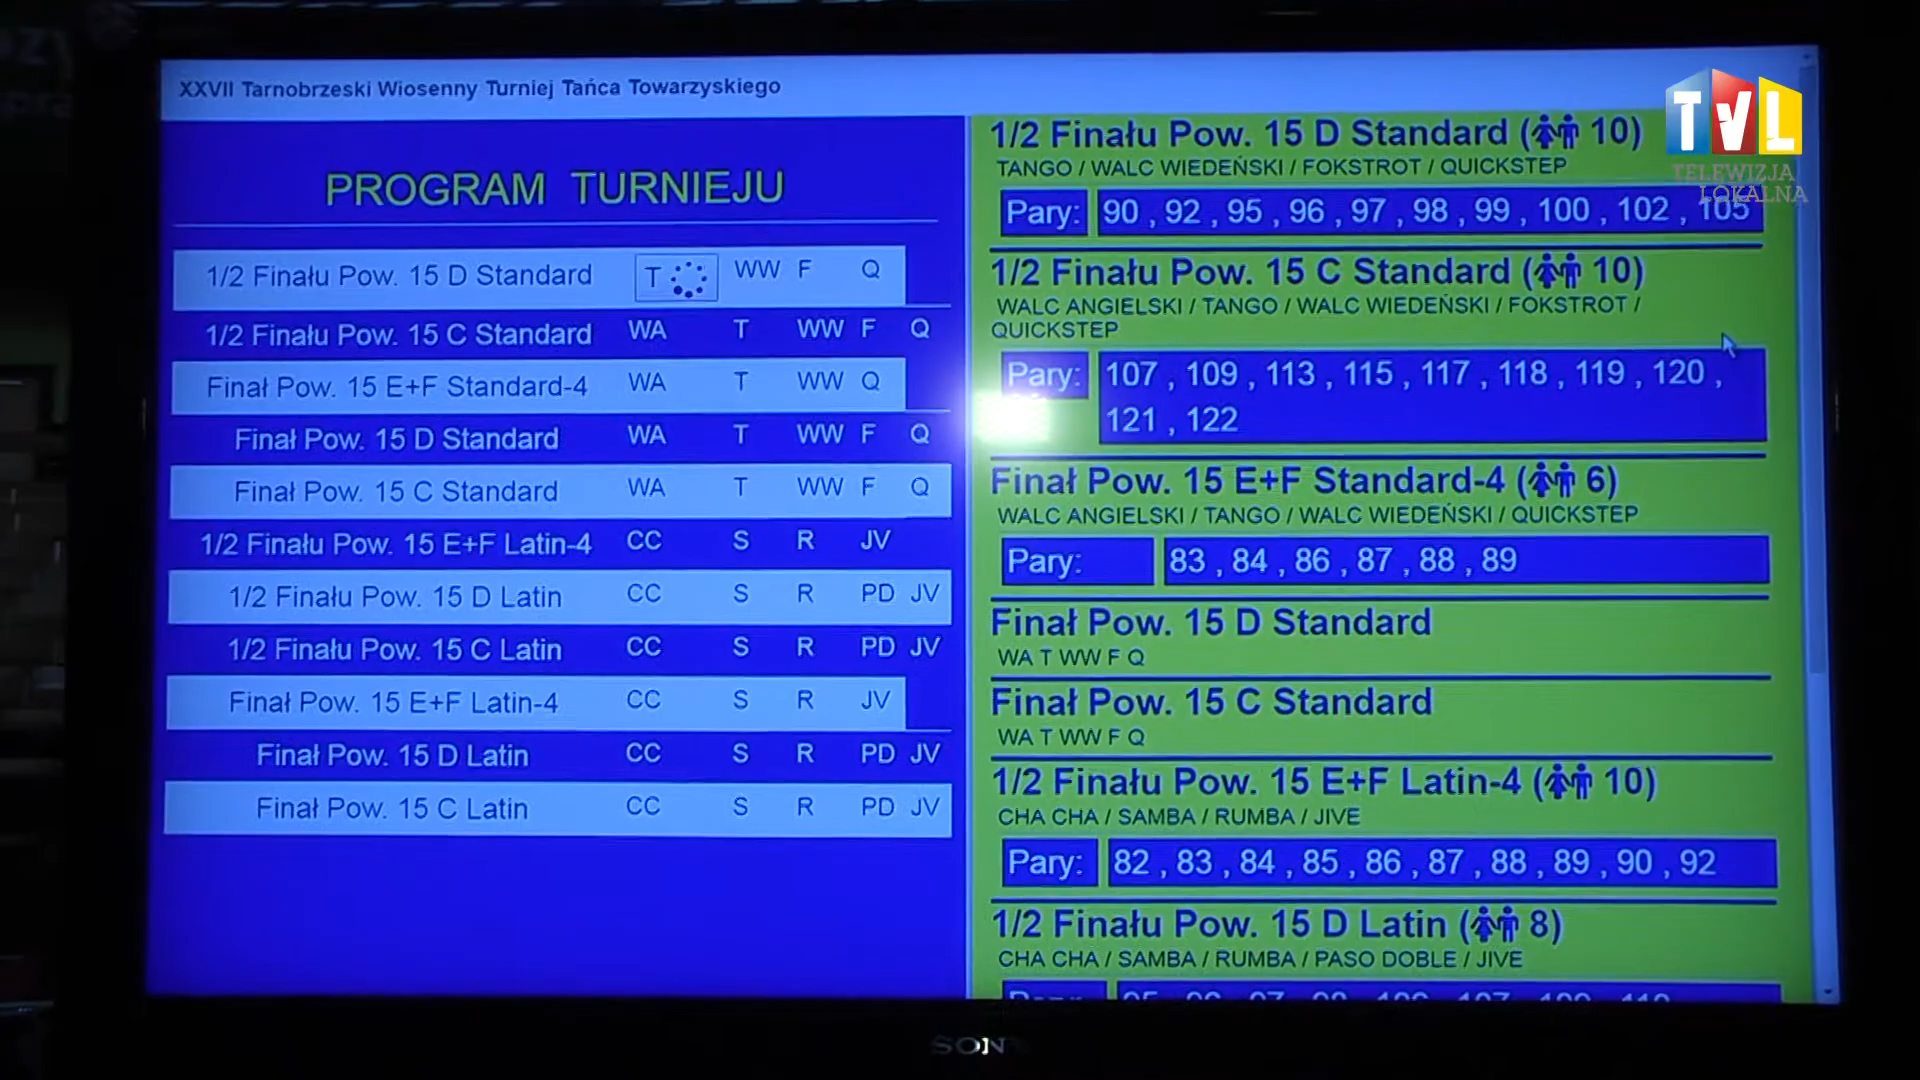 XXVII Tarnobrzeski Wiosenny Turniej Tańca Towarzyskiego
PROGRAM TURNIEJU
1/2 Finału Pow. 15 D Standard T WW F Q
1/2 Finału Pow. 15 C Standard WA T WW F Q
Finał Pow. 15 E+F Standard-4 WA T WW Q
Finał Pow. 15 D Standard WA T WW F Q
Finał Pow. 15 C Standard WA T WW F Q
1/2 Finału Pow. 15 E+F Latin-4 CC S R JV
1/2 Finału Pow. 15 D Latin CC S R PD JV
1/2 Finału Pow. 15 C Latin CC S R PD JV
Finał Pow. 15 E+F Latin-4 CC S R JV
Finał Pow. 15 D Latin CC S R PD JV
Finał Pow. 15 C Latin CC S R PD JV
1/2 Finału Pow. 15 D Standard (10)
TANGO / WALC WIEDEŃSKI / FOKSTROT / QUICKSTEP
Pary: 90 , 92 , 95 , 96 , 97 , 98 , 99 , 100 , 102 , 105
1/2 Finału Pow. 15 C Standard (10)
WALC ANGIELSKI / TANGO / WALC WIEDEŃSKI / FOKSTROT /
QUICKSTEP
Pary: 107 , 109 , 113 , 115 , 117 , 118 , 119 , 120 ,
121 , 122
Finał Pow. 15 E+F Standard-4 (6)
WALC ANGIELSKI / TANGO / WALC WIEDEŃSKI / QUICKSTEP
Pary: 83 , 84 , 86 , 87 , 88 , 89
Finał Pow. 15 D Standard
WA T WW F Q
Finał Pow. 15 C Standard
WA T WW F Q
1/2 Finału Pow. 15 E+F Latin-4 (10)
CHA CHA / SAMBA / RUMBA / JIVE
Pary: 82 , 83 , 84 , 85 , 86 , 87 , 88 , 89 , 90 , 92
1/2 Finału Pow. 15 D Latin (8)
CHA CHA / SAMBA / RUMBA / PASO DOBLE / JIVE
TVL
TELEWIZJA
LOKALNA